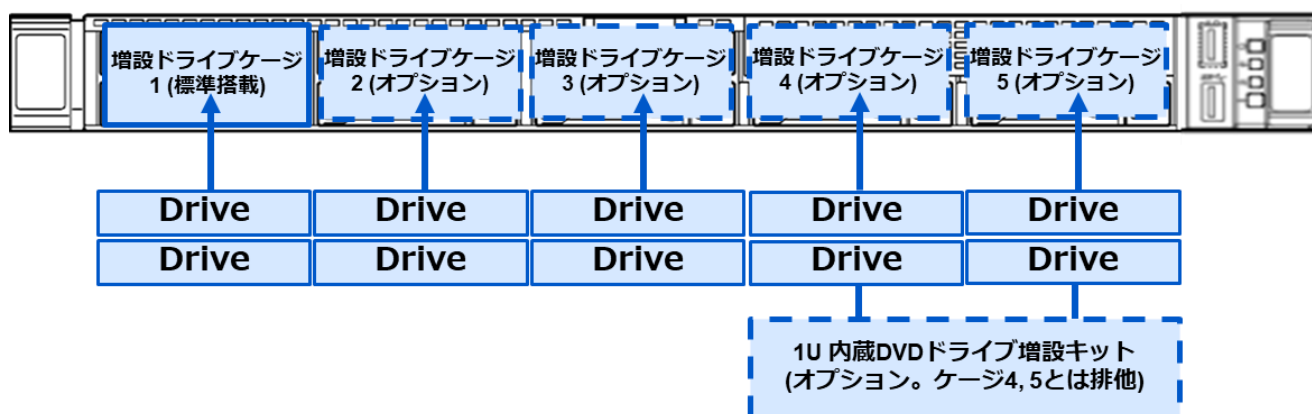 増設ドライブケージ
1 (標準搭載)
増設ドライブケージ
2 (オプション)
増設ドライブケージ
3 (オプション)
増設ドライブケージ
4 (オプション)
増設ドライブケージ
5 (オプション)
Drive Drive Drive Drive Drive
Drive Drive Drive Drive Drive
1U 内蔵DVDドライブ増設キット
(オプション。ケージ4, 5とは排他)